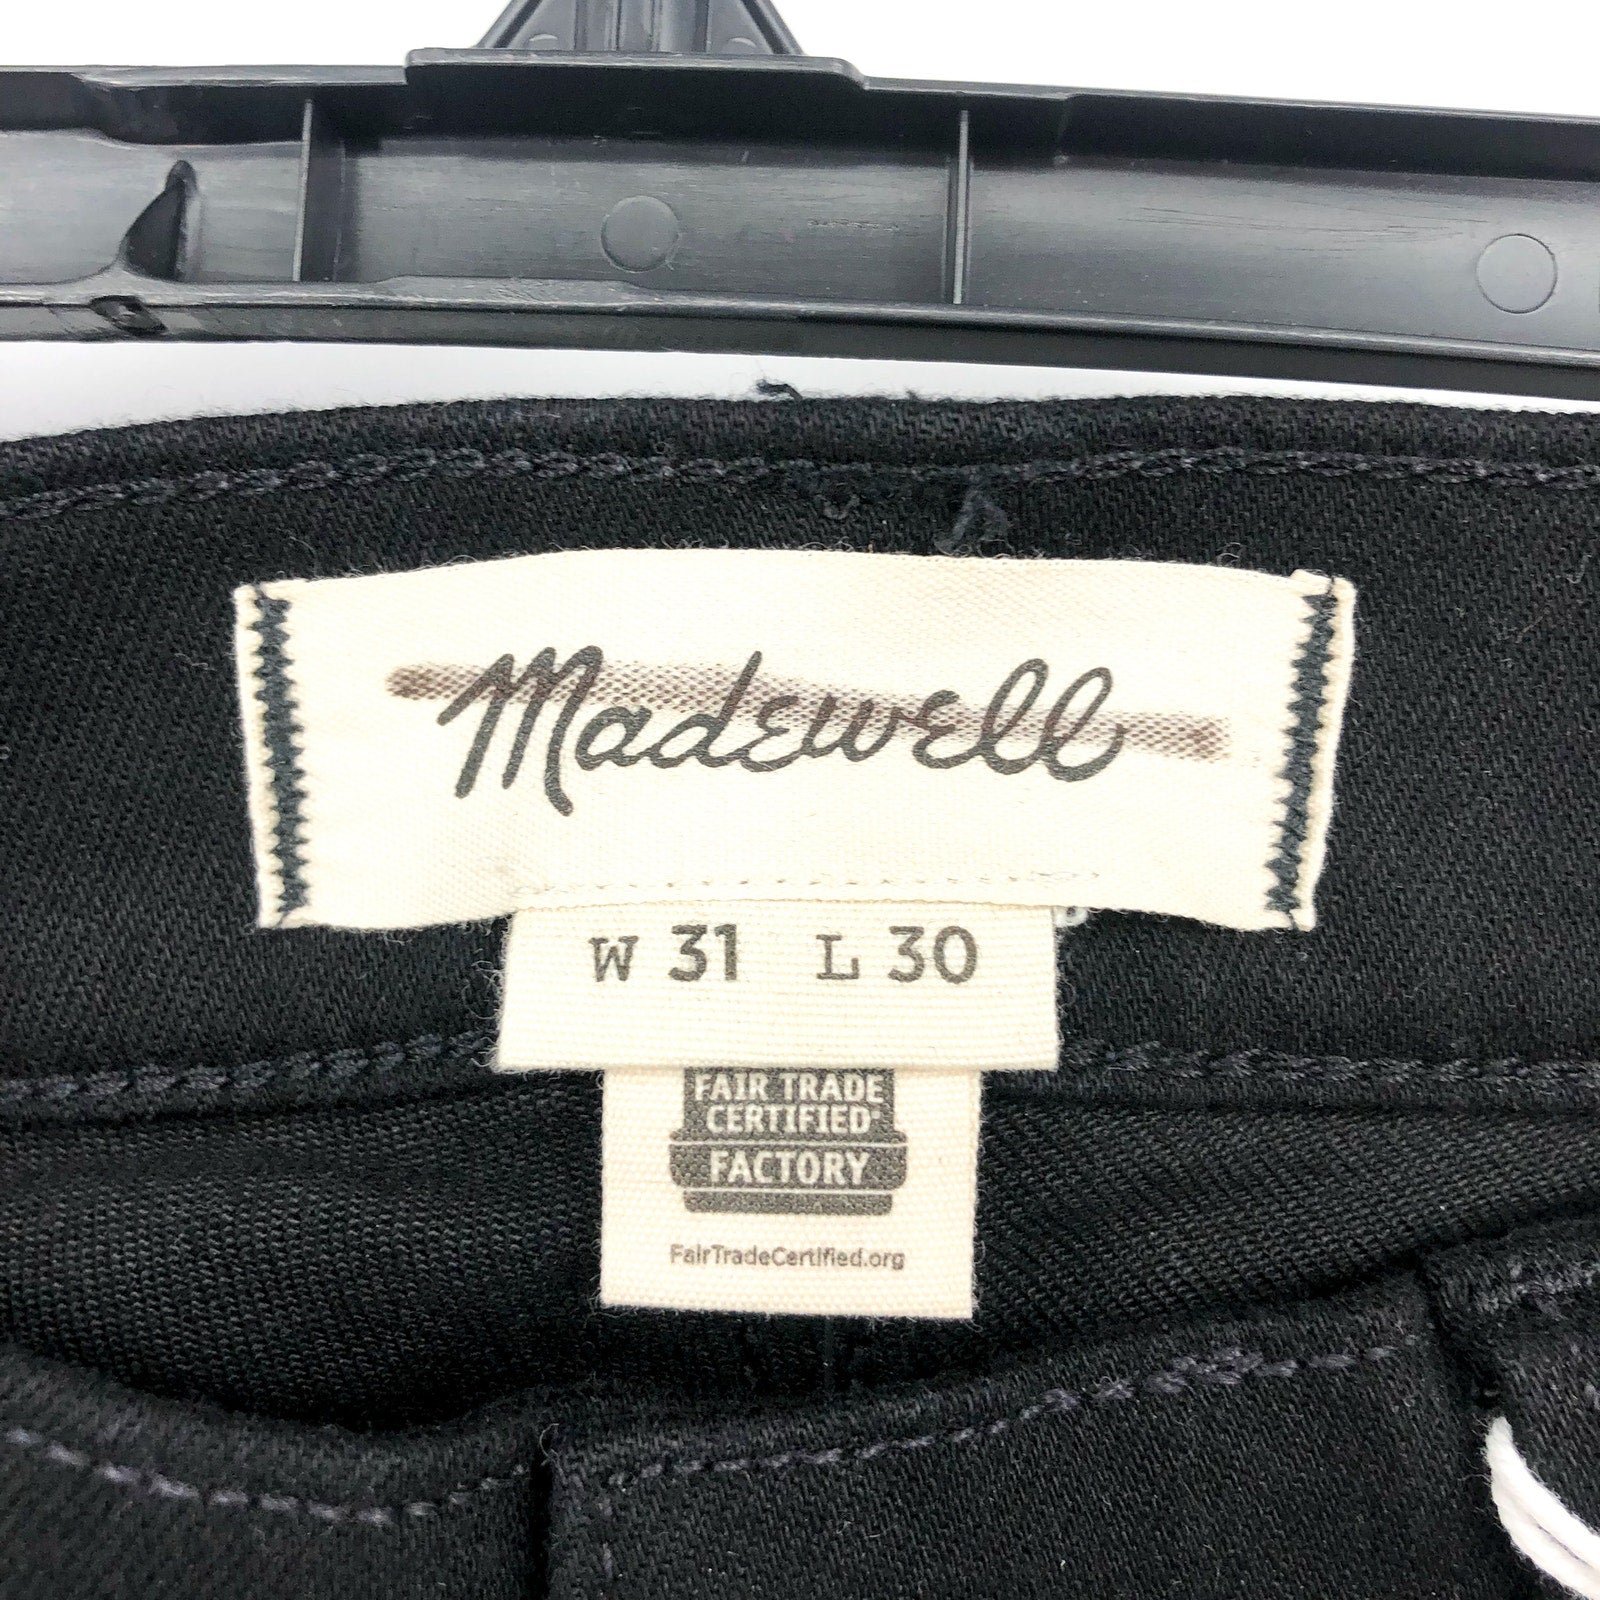 Madewell
W 31 L 30
FAIR TRADE
CERTIFIED®
FACTORY
FairTradeCertified.org